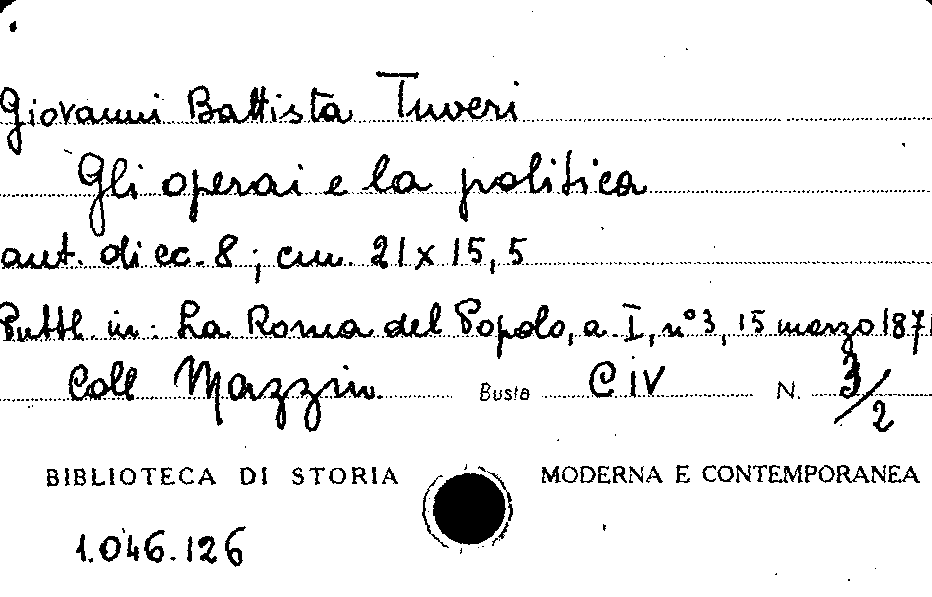 Giovanni Battista Tuveri
Gli operai e la politica
aut. di cc. 8; cm. 21 x 15,5
Pubbl. in: La Roma del Popolo, a. I, n° 3, 15 marzo 1871
Coll Mazzin. Busta C IV N. 3/2
BIBLIOTECA DI STORIA MODERNA E CONTEMPORANEA
1.046.126